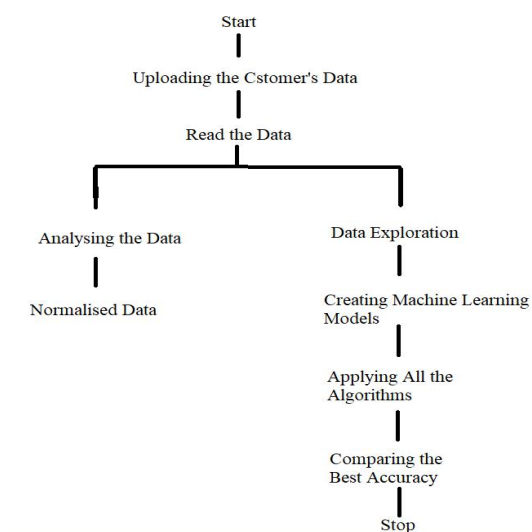 Start
Uploading the Cstomer's Data
Read the Data
Analysing the Data
Normalised Data
Data Exploration
Creating Machine Learning
Models
Applying All the
Algorithms
Comparing the
Best Accuracy
Stop